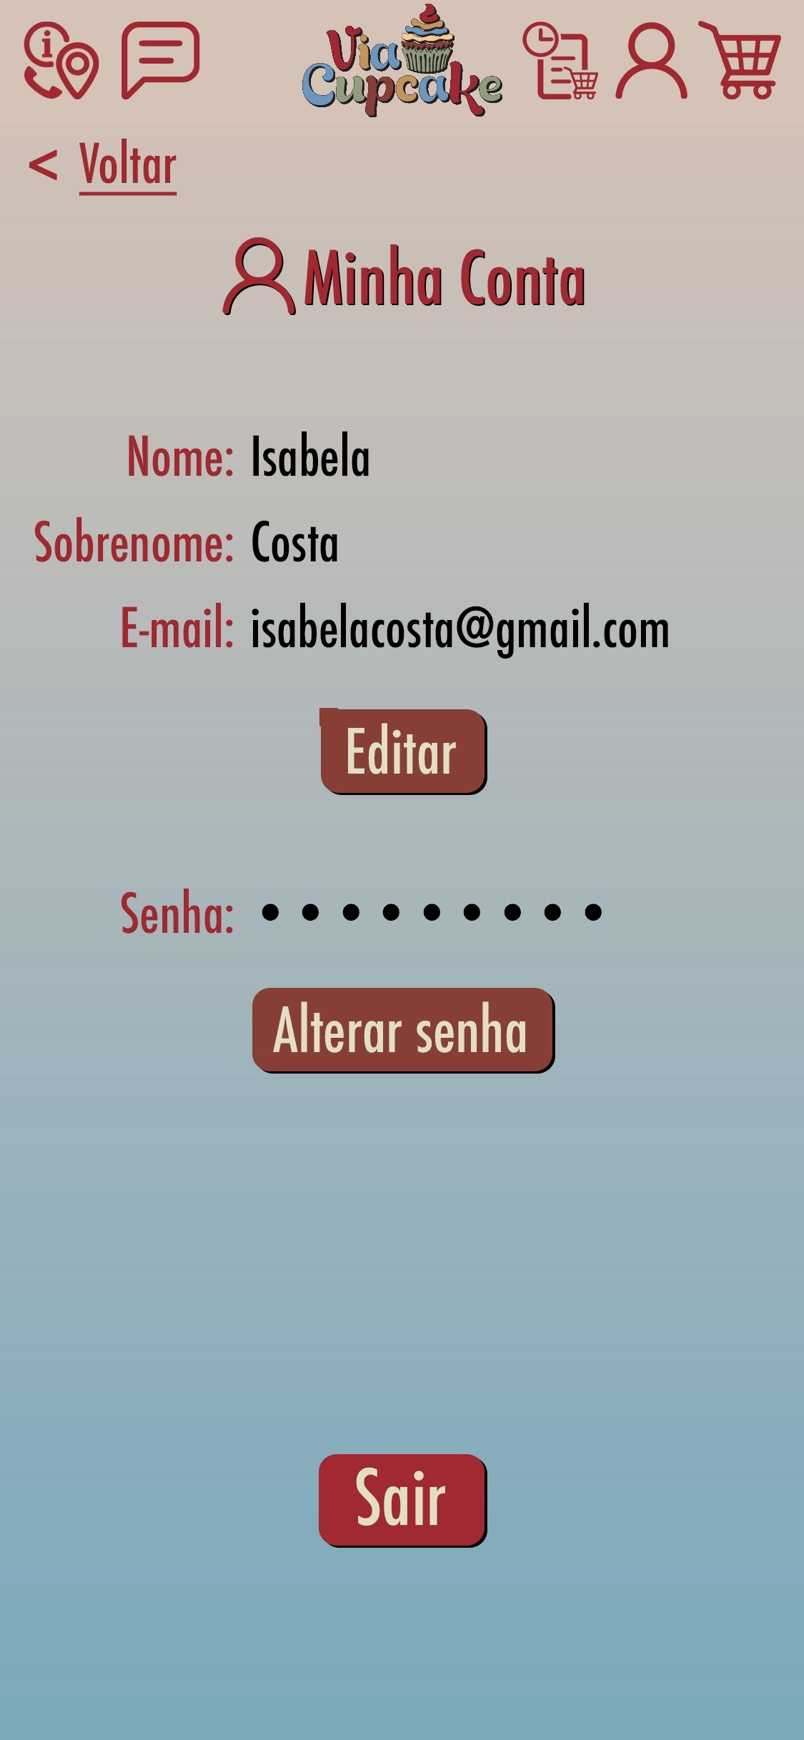 Via
Cupcake
< Voltar
Minha Conta
Nome: Isabela
Sobrenome: Costa
E-mail: isabelacosta@gmail.com
Editar
Senha: •••••••••
Alterar senha
Sair